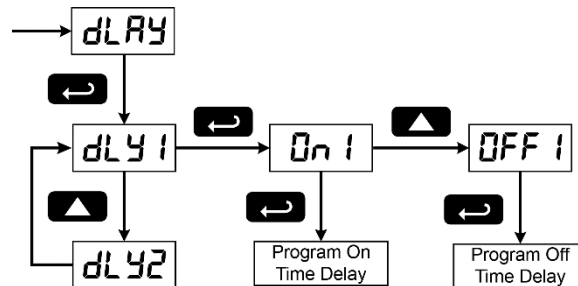 dLAY
dLY1
On1
OFF1
dLY2
Program On
Time Delay
Program Off
Time Delay